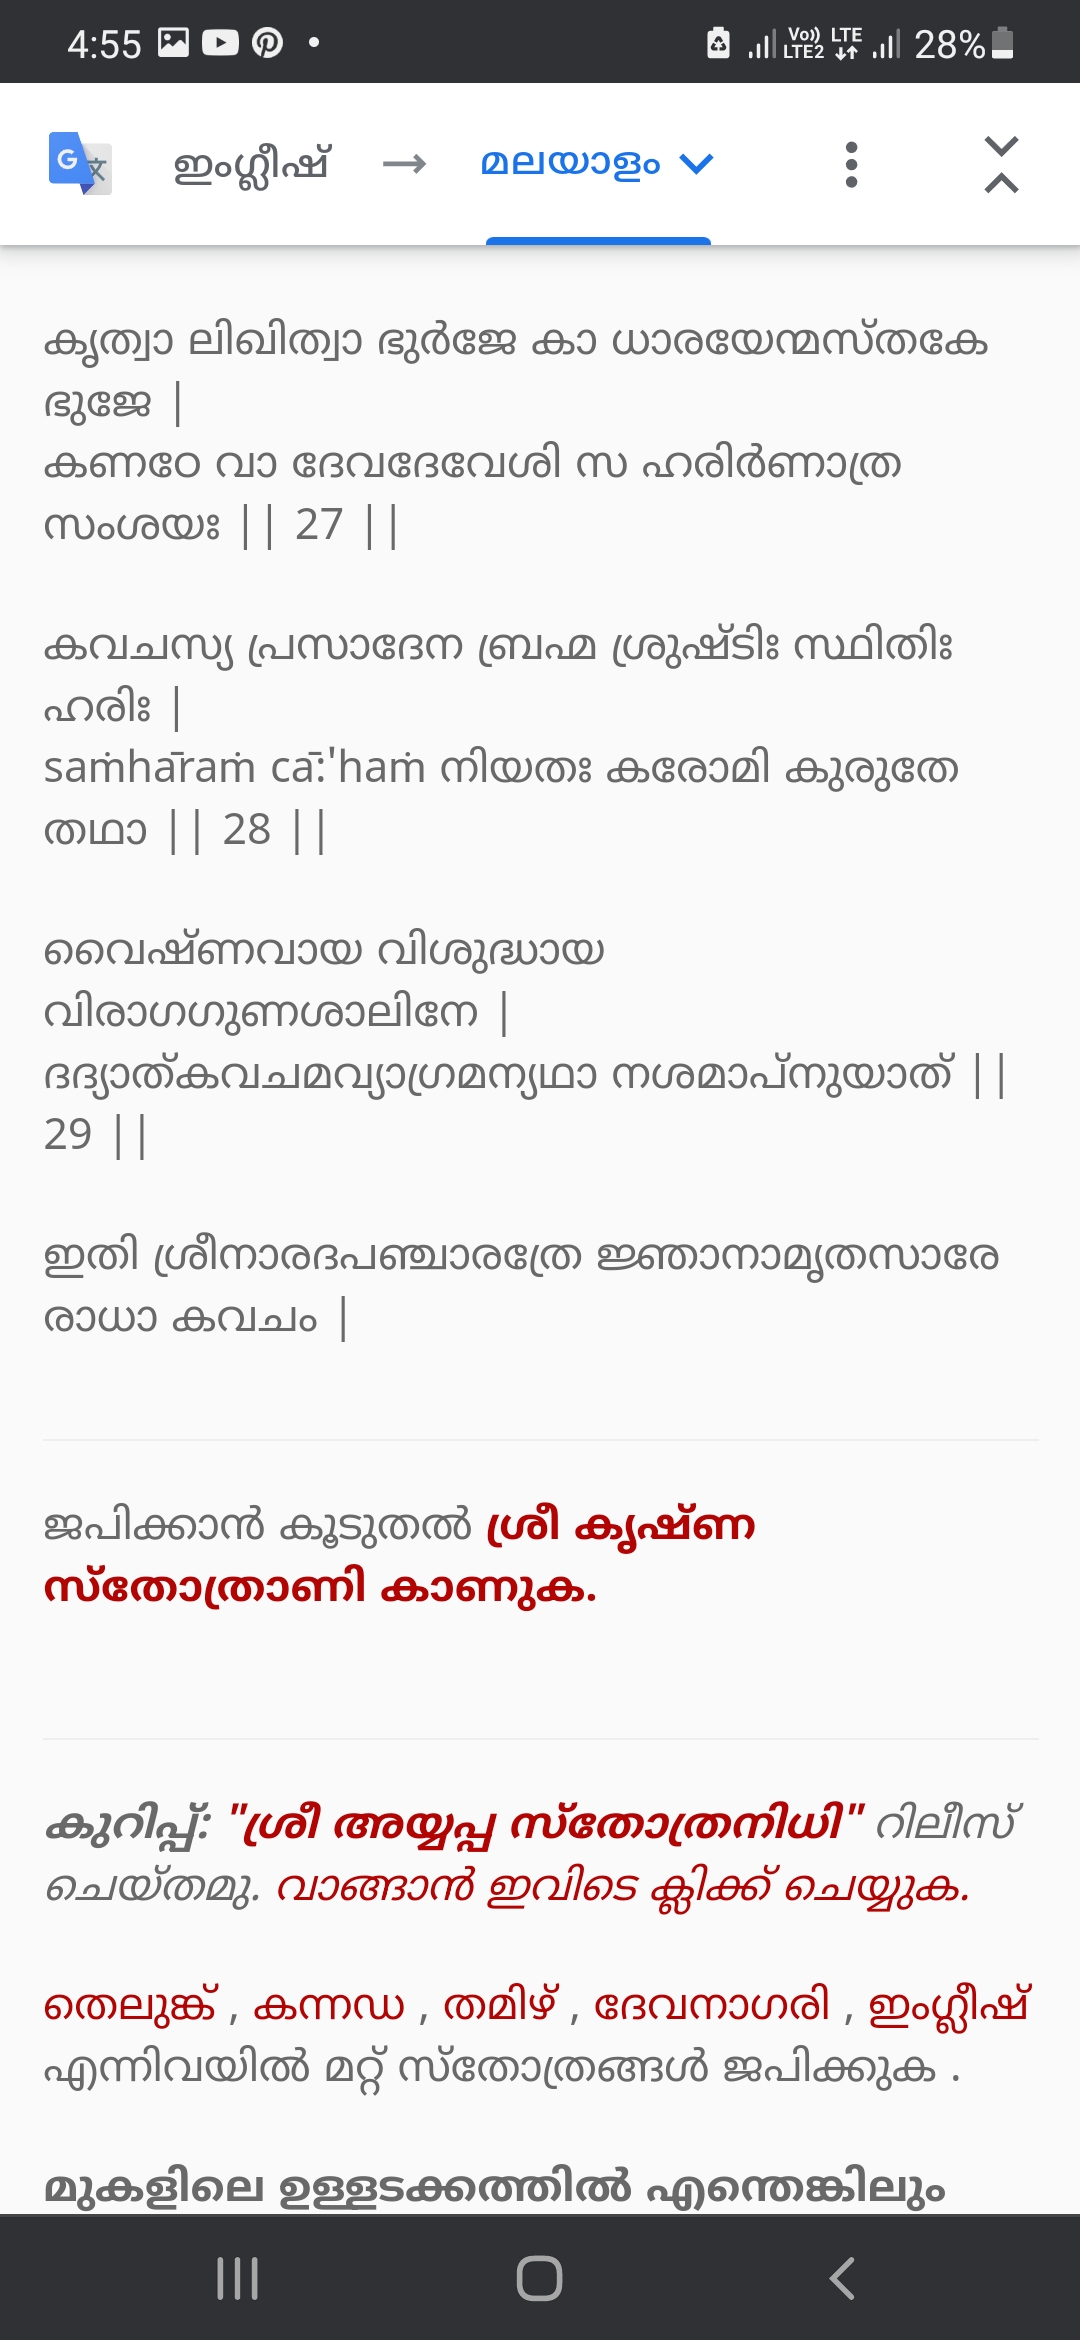 4:55
Vo)) LTE
LTE2
28%
ഇംഗ്ലീഷ് → മലയാളം
കൃത്വാ ലിഖിത്വാ ഭുർജേ കാ ധാരയേന്മസ്തകേ
ഭുജേ |
കണഠേ വാ ദേവദേവേശി സ ഹരിർണാത്ര
സംശയഃ || 27 ||
കവചസ്യ പ്രസാദേന ബ്രഹ്മ ശ്രുഷ്ടിഃ സ്ഥിതിഃ
ഹരിഃ |
saṁhāraṁ cā:'haṁ നിയതഃ കരോമി കുരുതേ
തഥാ || 28 ||
വൈഷ്ണവായ വിശുദ്ധായ
വിരാഗഗുണശാലിനേ |
ദദ്യാത്കവചമവ്യാഗ്രമന്യഥാ നശമാപ്നുയാത് ||
29 ||
ഇതി ശ്രീനാരദപഞ്ചാരത്രേ ജ്ഞാനാമൃതസാരേ
രാധാ കവചം |
ജപിക്കാൻ കൂടുതൽ ശ്രീ കൃഷ്ണ
സ്തോത്രാണി കാണുക.
കുറിപ്പ്: "ശ്രീ അയ്യപ്പ സ്തോത്രനിധി" റിലീസ്
ചെയ്തമു. വാങ്ങാൻ ഇവിടെ ക്ലിക്ക് ചെയ്യുക.
തെലുങ്ക് , കന്നഡ , തമിഴ് , ദേവനാഗരി , ഇംഗ്ലീഷ്
എന്നിവയിൽ മറ്റ് സ്തോത്രങ്ങൾ ജപിക്കുക .
മുകളിലെ ഉള്ളടക്കത്തിൽ എന്തെങ്കിലും